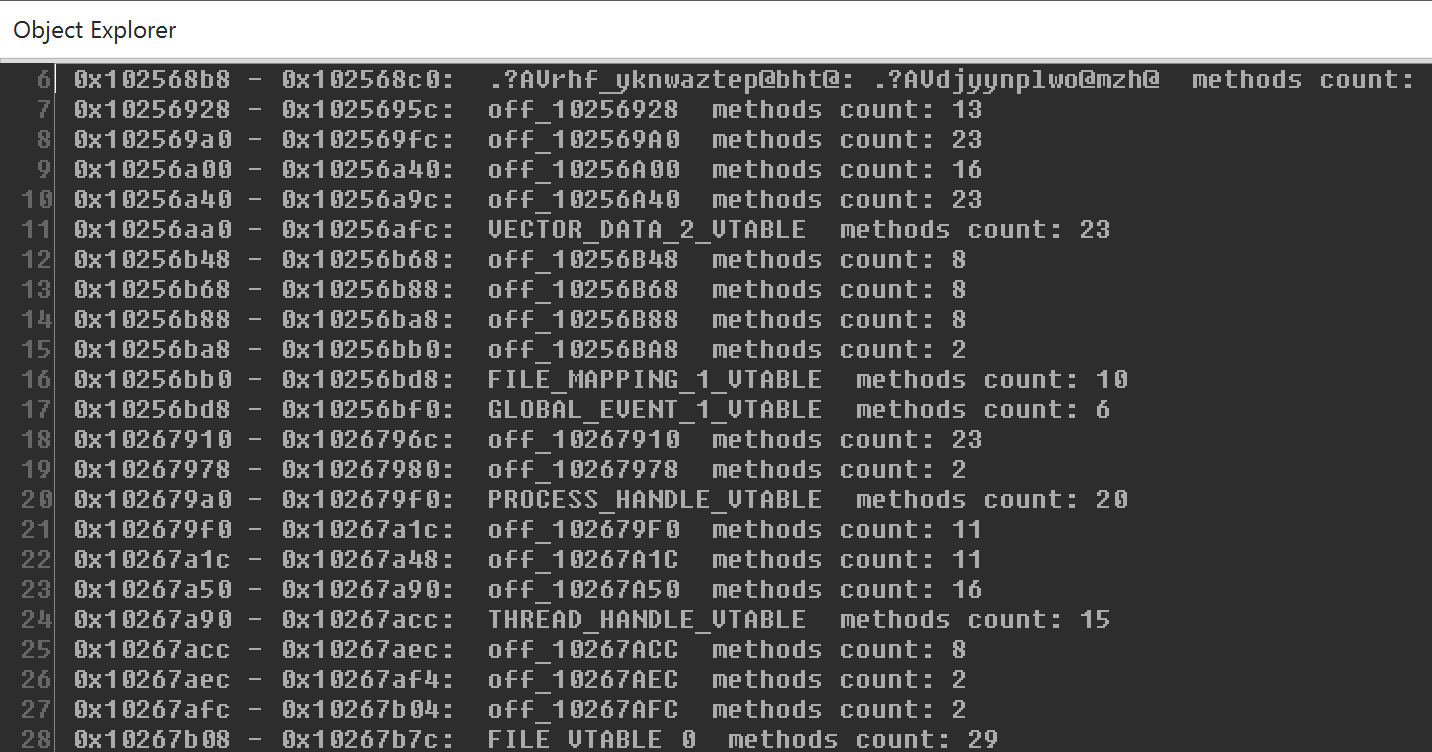 Object Explorer
6 0x102568b8 - 0x102568c0: .?AVrhf_yknwaztep@bht@: .?AVdjyynplwo@mzh@ methods count:
7 0x10256928 - 0x1025695c: off_10256928 methods count: 13
8 0x102569a0 - 0x102569fc: off_102569A0 methods count: 23
9 0x10256a00 - 0x10256a40: off_10256A00 methods count: 16
10 0x10256a40 - 0x10256a9c: off_10256A40 methods count: 23
11 0x10256aa0 - 0x10256afc: VECTOR_DATA_2_VTABLE methods count: 23
12 0x10256b48 - 0x10256b68: off_10256B48 methods count: 8
13 0x10256b68 - 0x10256b88: off_10256B68 methods count: 8
14 0x10256b88 - 0x10256ba8: off_10256B88 methods count: 8
15 0x10256ba8 - 0x10256bb0: off_10256BA8 methods count: 2
16 0x10256bb0 - 0x10256bd8: FILE_MAPPING_1_VTABLE methods count: 10
17 0x10256bd8 - 0x10256bf0: GLOBAL_EVENT_1_VTABLE methods count: 6
18 0x10267910 - 0x1026796c: off_10267910 methods count: 23
19 0x10267978 - 0x10267980: off_10267978 methods count: 2
20 0x102679a0 - 0x102679f0: PROCESS_HANDLE_VTABLE methods count: 20
21 0x102679f0 - 0x10267a1c: off_102679F0 methods count: 11
22 0x10267a1c - 0x10267a48: off_10267A1C methods count: 11
23 0x10267a50 - 0x10267a90: off_10267A50 methods count: 16
24 0x10267a90 - 0x10267acc: THREAD_HANDLE_VTABLE methods count: 15
25 0x10267acc - 0x10267aec: off_10267ACC methods count: 8
26 0x10267aec - 0x10267af4: off_10267AEC methods count: 2
27 0x10267afc - 0x10267b04: off_10267AFC methods count: 2
28 0x10267b08 - 0x10267b7c: FILE_VTABLE_0 methods count: 29